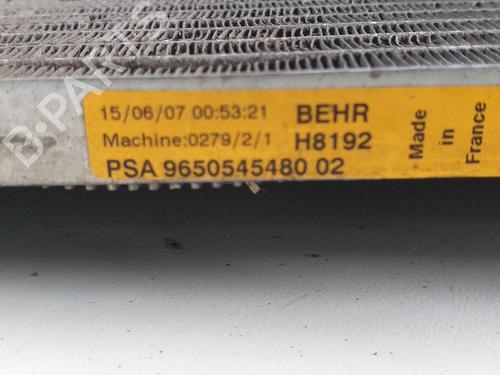 15/06/07 00:53:21 BEHR
Machine:0279/2/1 H8192
PSA 9650545480 02
Made
in
France
B-PARTS